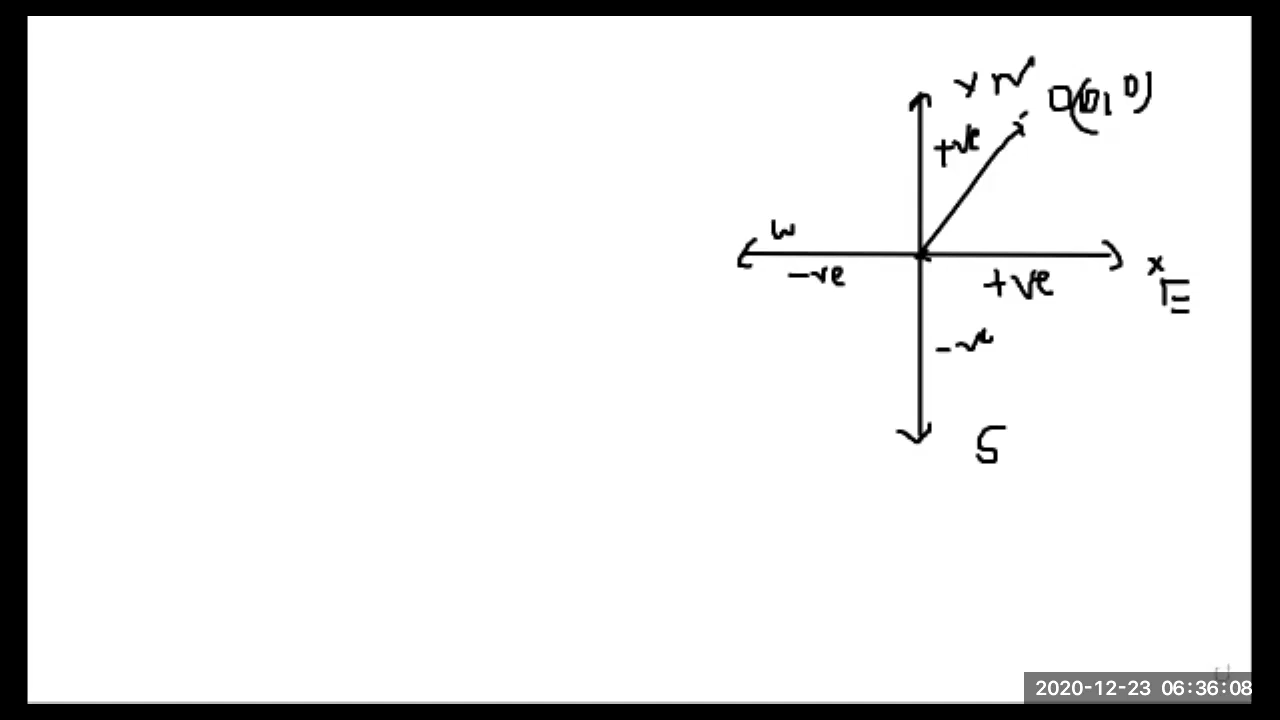 Y N
O(0, 0)
+ve
W
-ve
+ve
x
E
-ve
S
2020-12-23 06:36:08